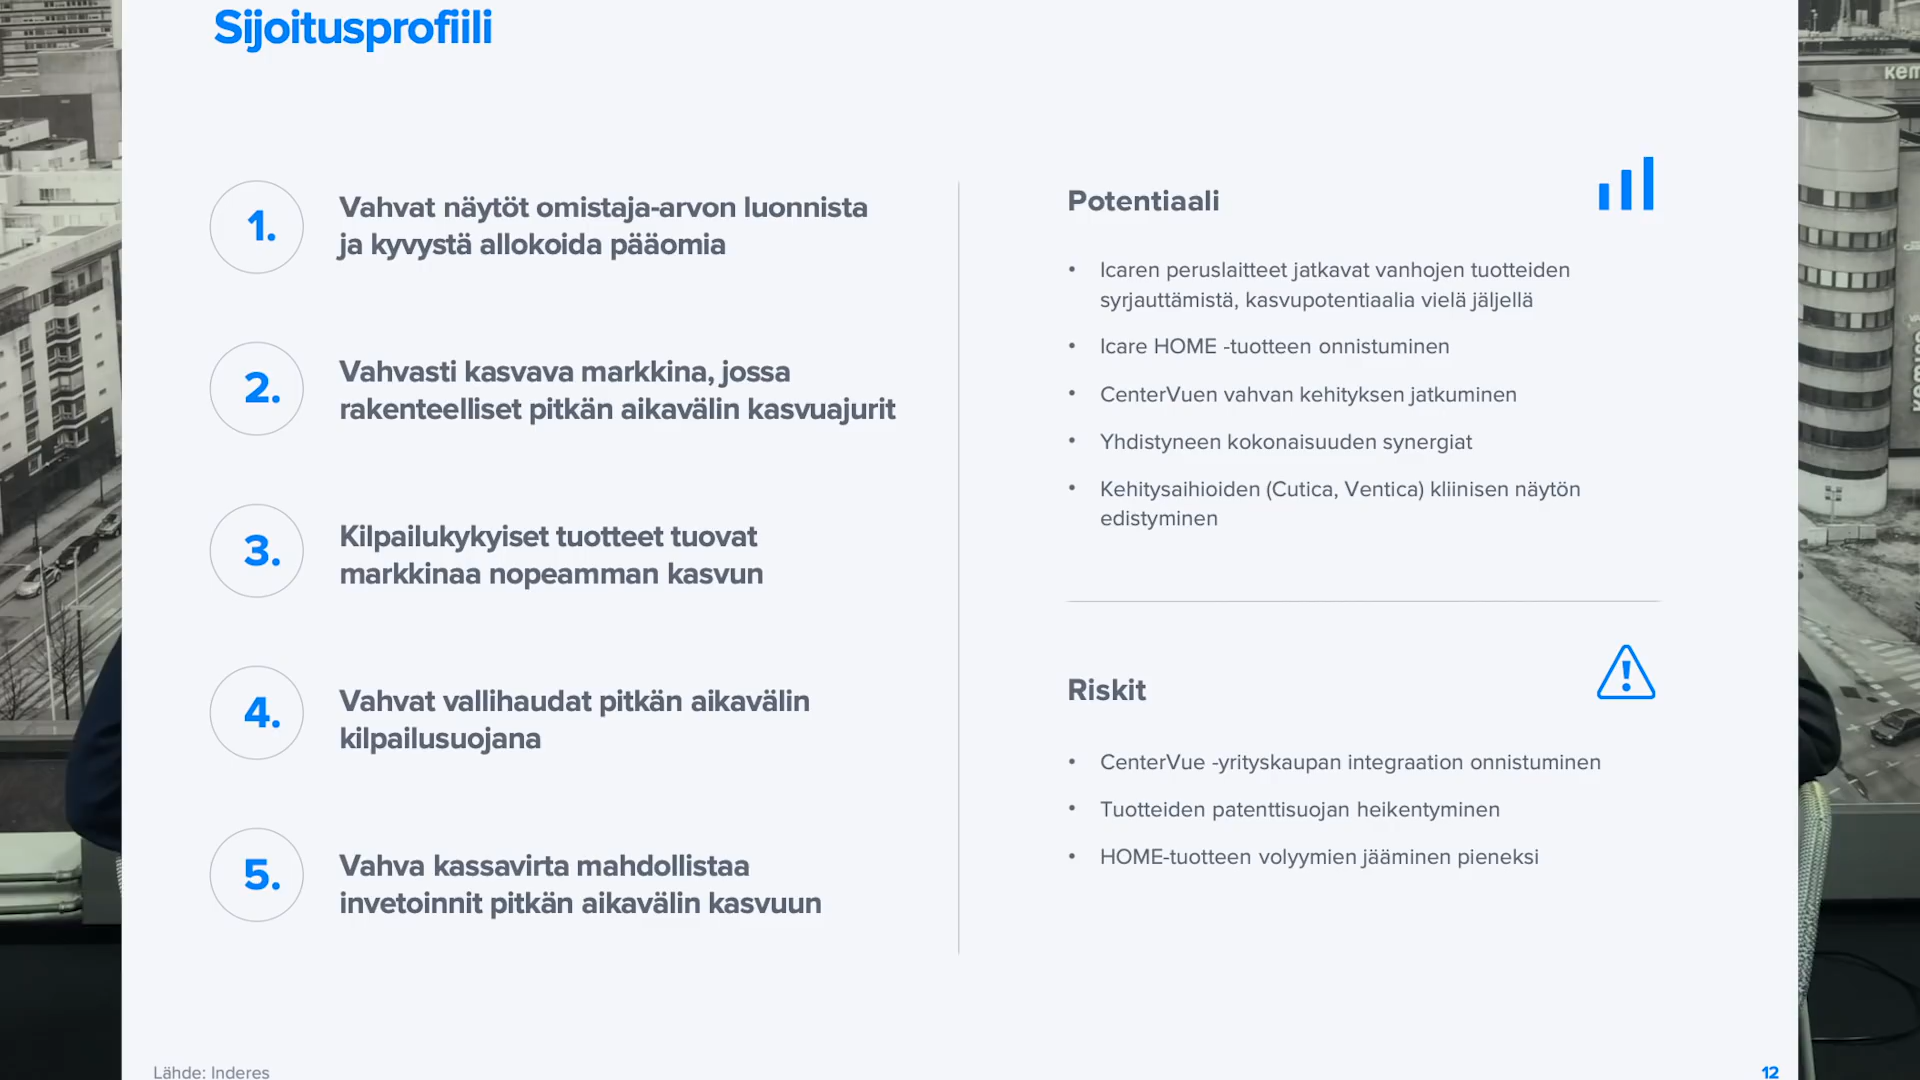 Sijoitusprofiili
1.
Vahvat näytöt omistaja-arvon luonnista
ja kyvystä allokoida pääomia
2.
Vahvasti kasvava markkina, jossa
rakenteelliset pitkän aikavälin kasvuajurit
3.
Kilpailukykyiset tuotteet tuovat
markkinaa nopeamman kasvun
4.
Vahvat vallihaudat pitkän aikavälin
kilpailusuojana
5.
Vahva kassavirta mahdollistaa
invetoinnit pitkän aikavälin kasvuun
Potentiaali
• Icaren peruslaitteet jatkavat vanhojen tuotteiden
syrjauttämistä, kasvupotentiaalia vielä jäljellä
• Icare HOME -tuotteen onnistuminen
• CenterVuen vahvan kehityksen jatkuminen
• Yhdistyneen kokonaisuuden synergiat
• Kehitysaihioiden (Cutica, Ventica) kliinisen näytön
edistyminen
Riskit
• CenterVue -yrityskaupan integraation onnistuminen
• Tuotteiden patenttisuojan heikentyminen
• HOME-tuotteen volyymien jääminen pieneksi
Lähde: Inderes
12